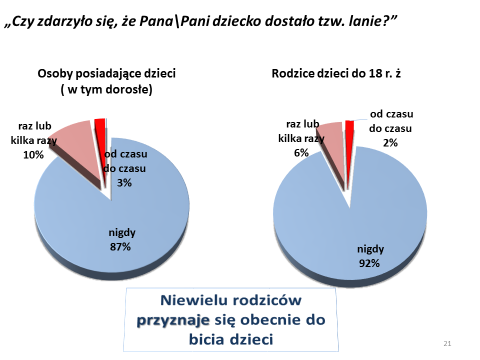 „Czy zdarzyło się, że Pana\Pani dziecko dostało tzw. lanie?”
Osoby posiadające dzieci
( w tym dorosłe)
raz lub
kilka razy
10%
od czasu
do czasu
3%
nigdy
87%
Rodzice dzieci do 18 r. ż
raz lub
kilka razy
6%
od czasu
do czasu
2%
nigdy
92%
Niewielu rodziców
przyznaje się obecnie do
bicia dzieci
21